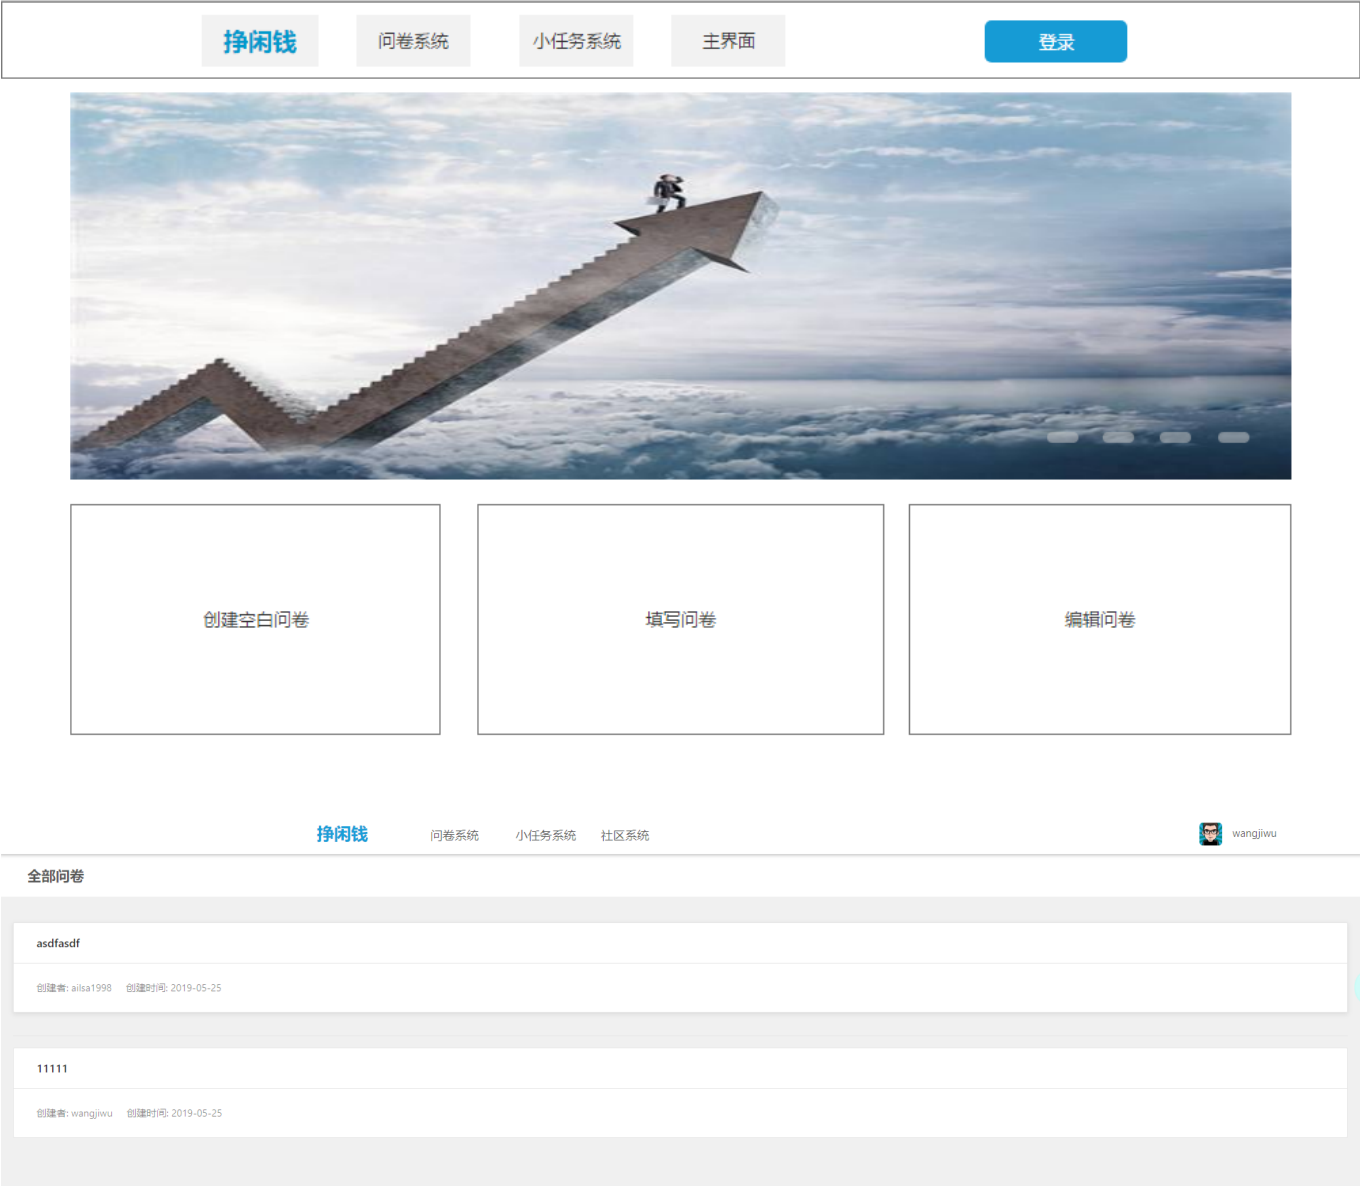 挣闲钱 问卷系统 小任务系统 主界面 登录
创建空白问卷 填写问卷 编辑问卷
挣闲钱 问卷系统 小任务系统 社区系统 wangjiwu
全部问卷
asdfasdf
创建者: ailsa1998 创建时间: 2019-05-25
11111
创建者: wangjiwu 创建时间: 2019-05-25